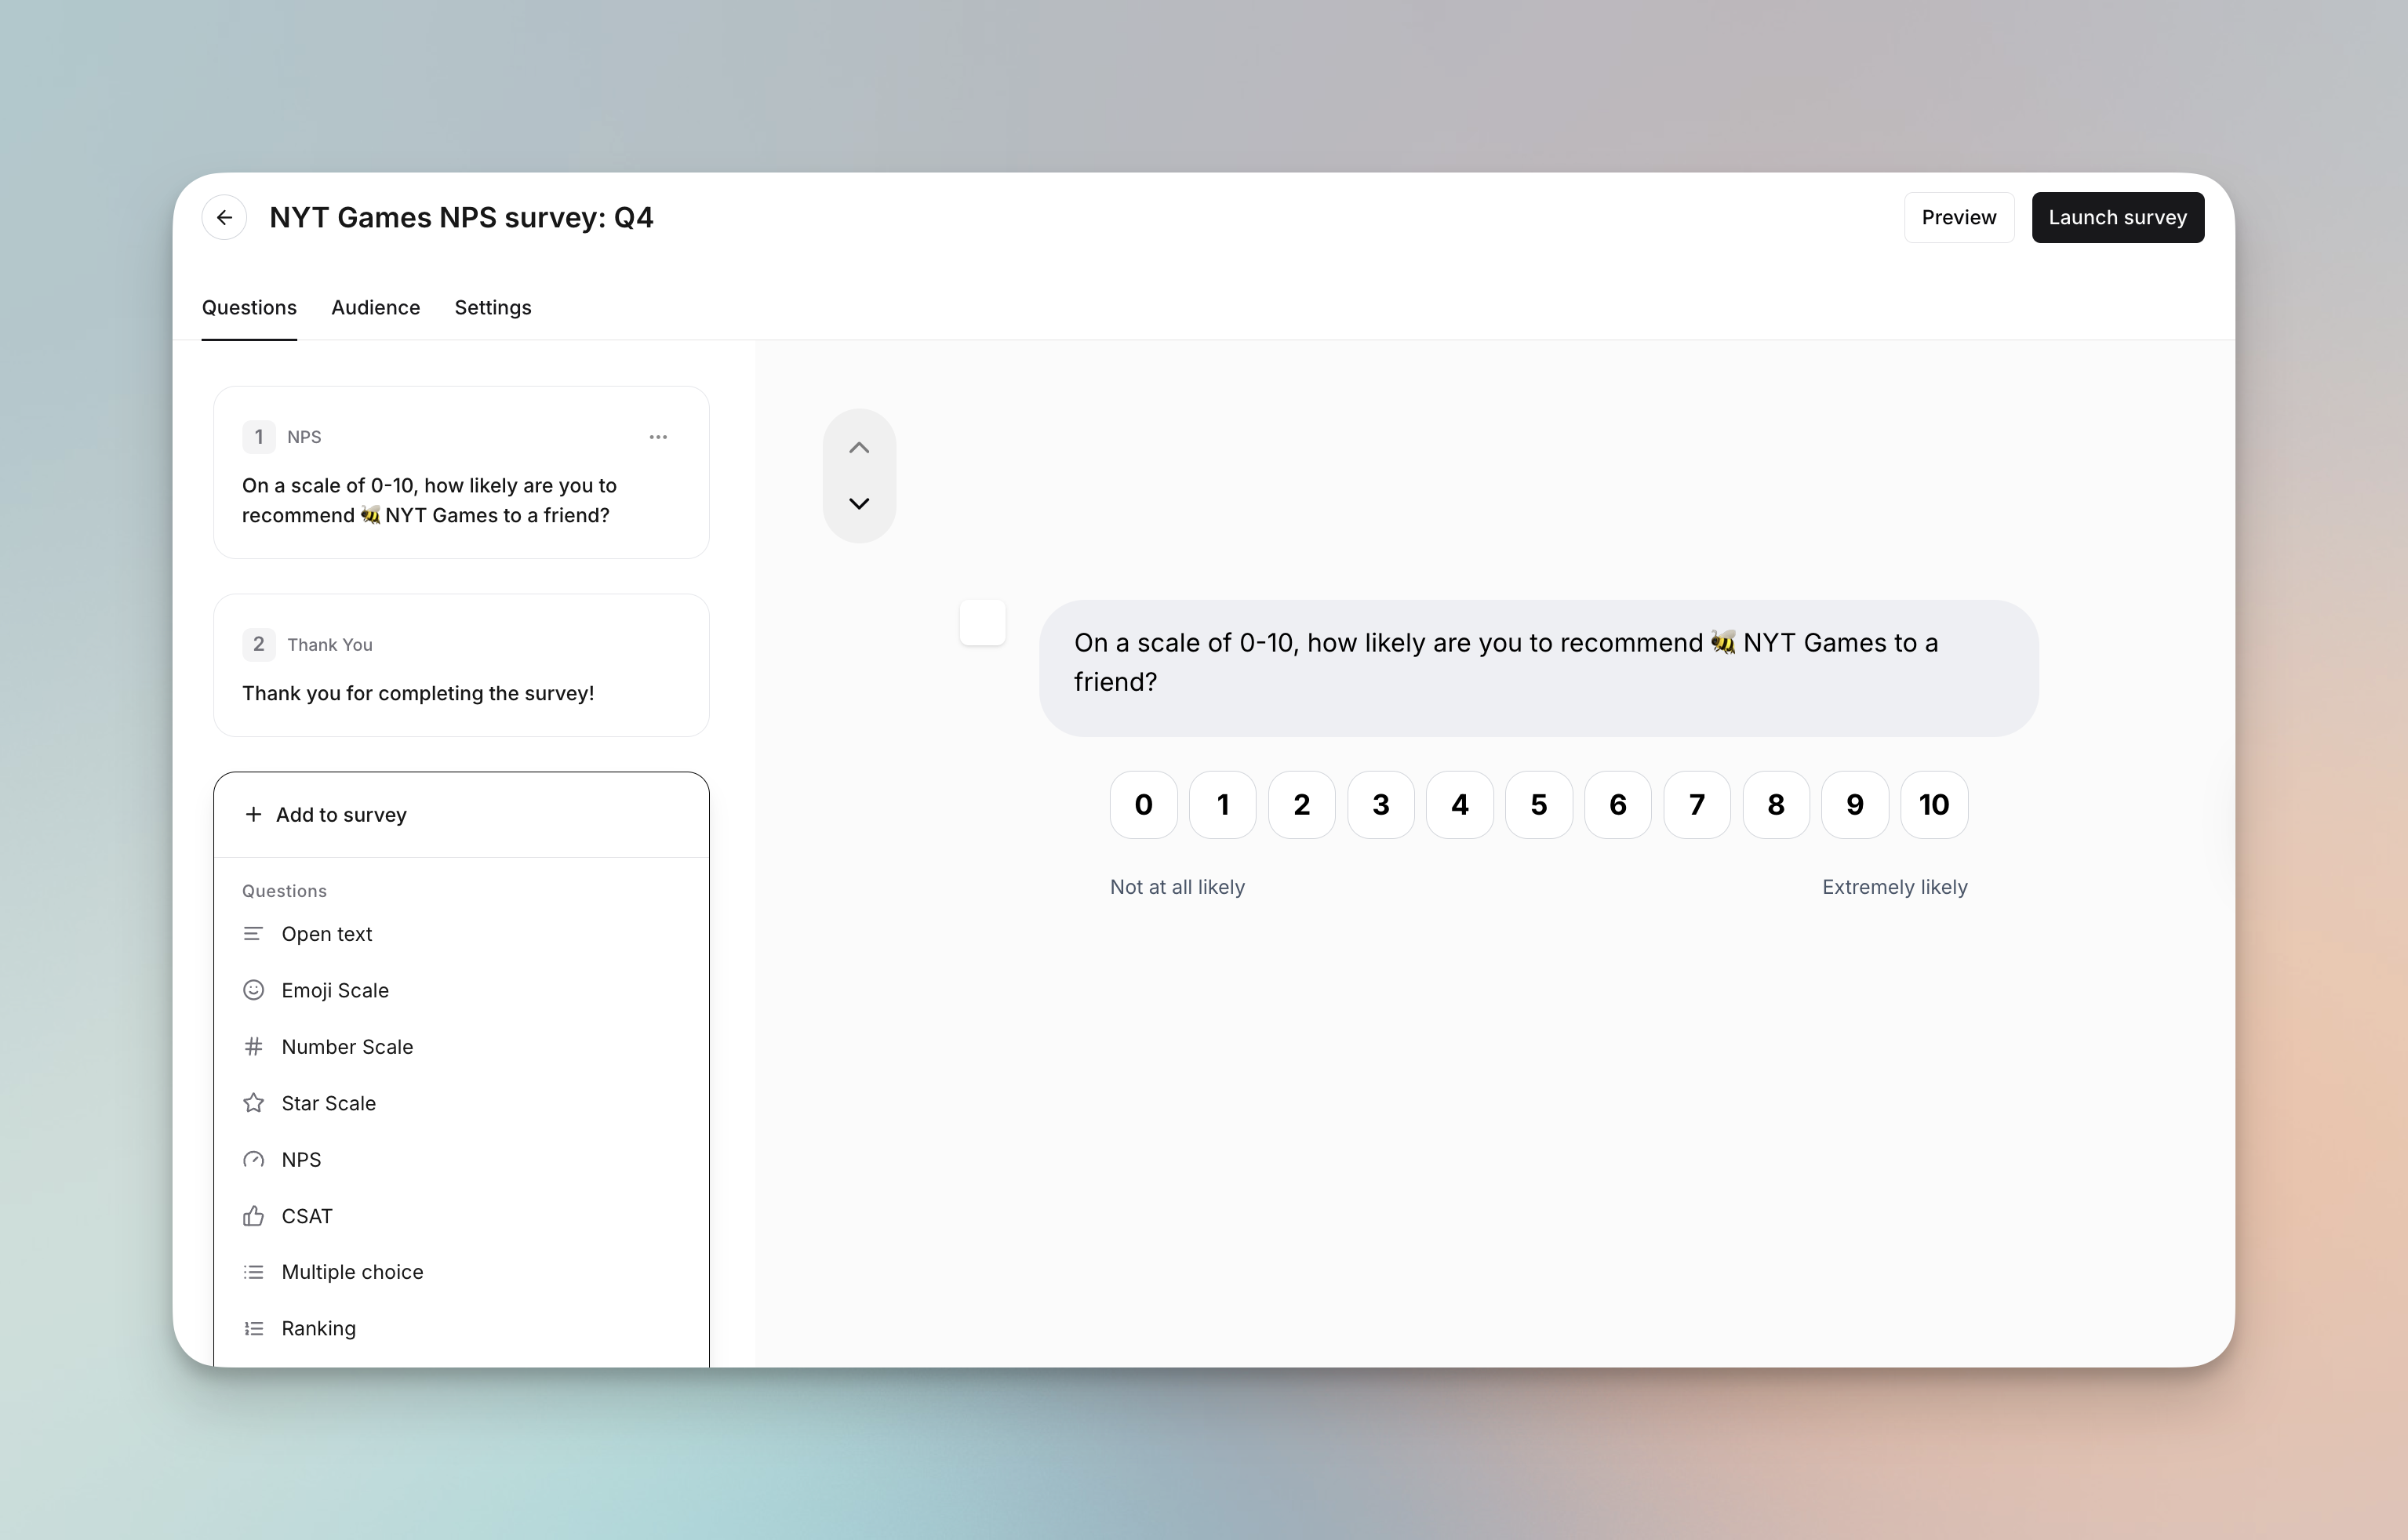 NYT Games NPS survey: Q4
Preview
Launch survey
Questions
Audience
Settings
1
NPS
On a scale of 0-10, how likely are you to
recommend 🐝 NYT Games to a friend?
2
Thank You
Thank you for completing the survey!
Add to survey
Questions
Open text
Emoji Scale
Number Scale
Star Scale
NPS
CSAT
Multiple choice
Ranking
On a scale of 0-10, how likely are you to recommend 🐝 NYT Games to a
friend?
0 1 2 3 4 5 6 7 8 9 10
Not at all likely
Extremely likely